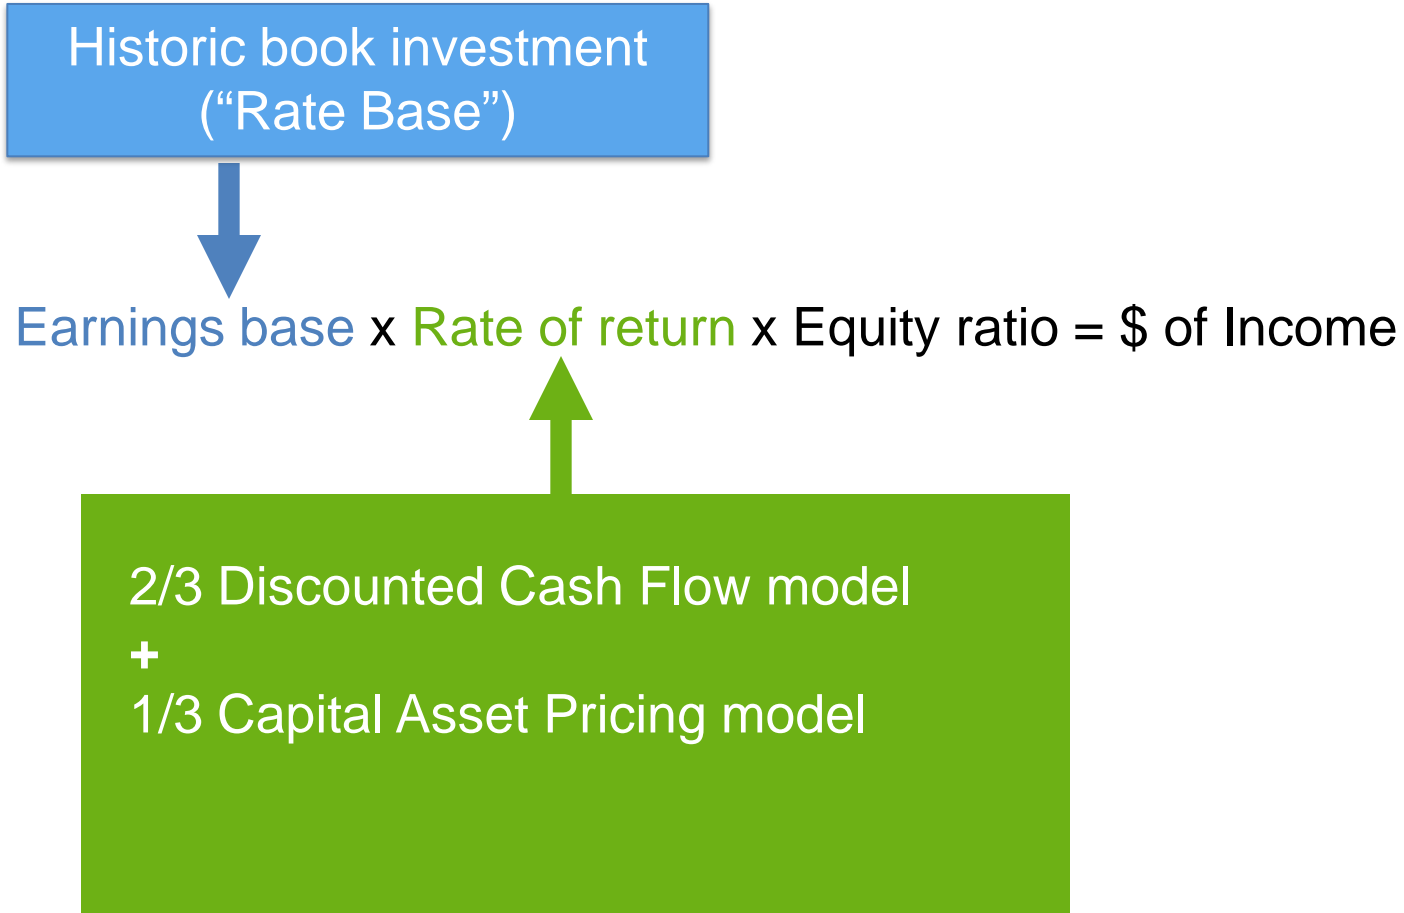 Historic book investment
(“Rate Base”)
Earnings base x Rate of return x Equity ratio = $ of Income
2/3 Discounted Cash Flow model
+
1/3 Capital Asset Pricing model